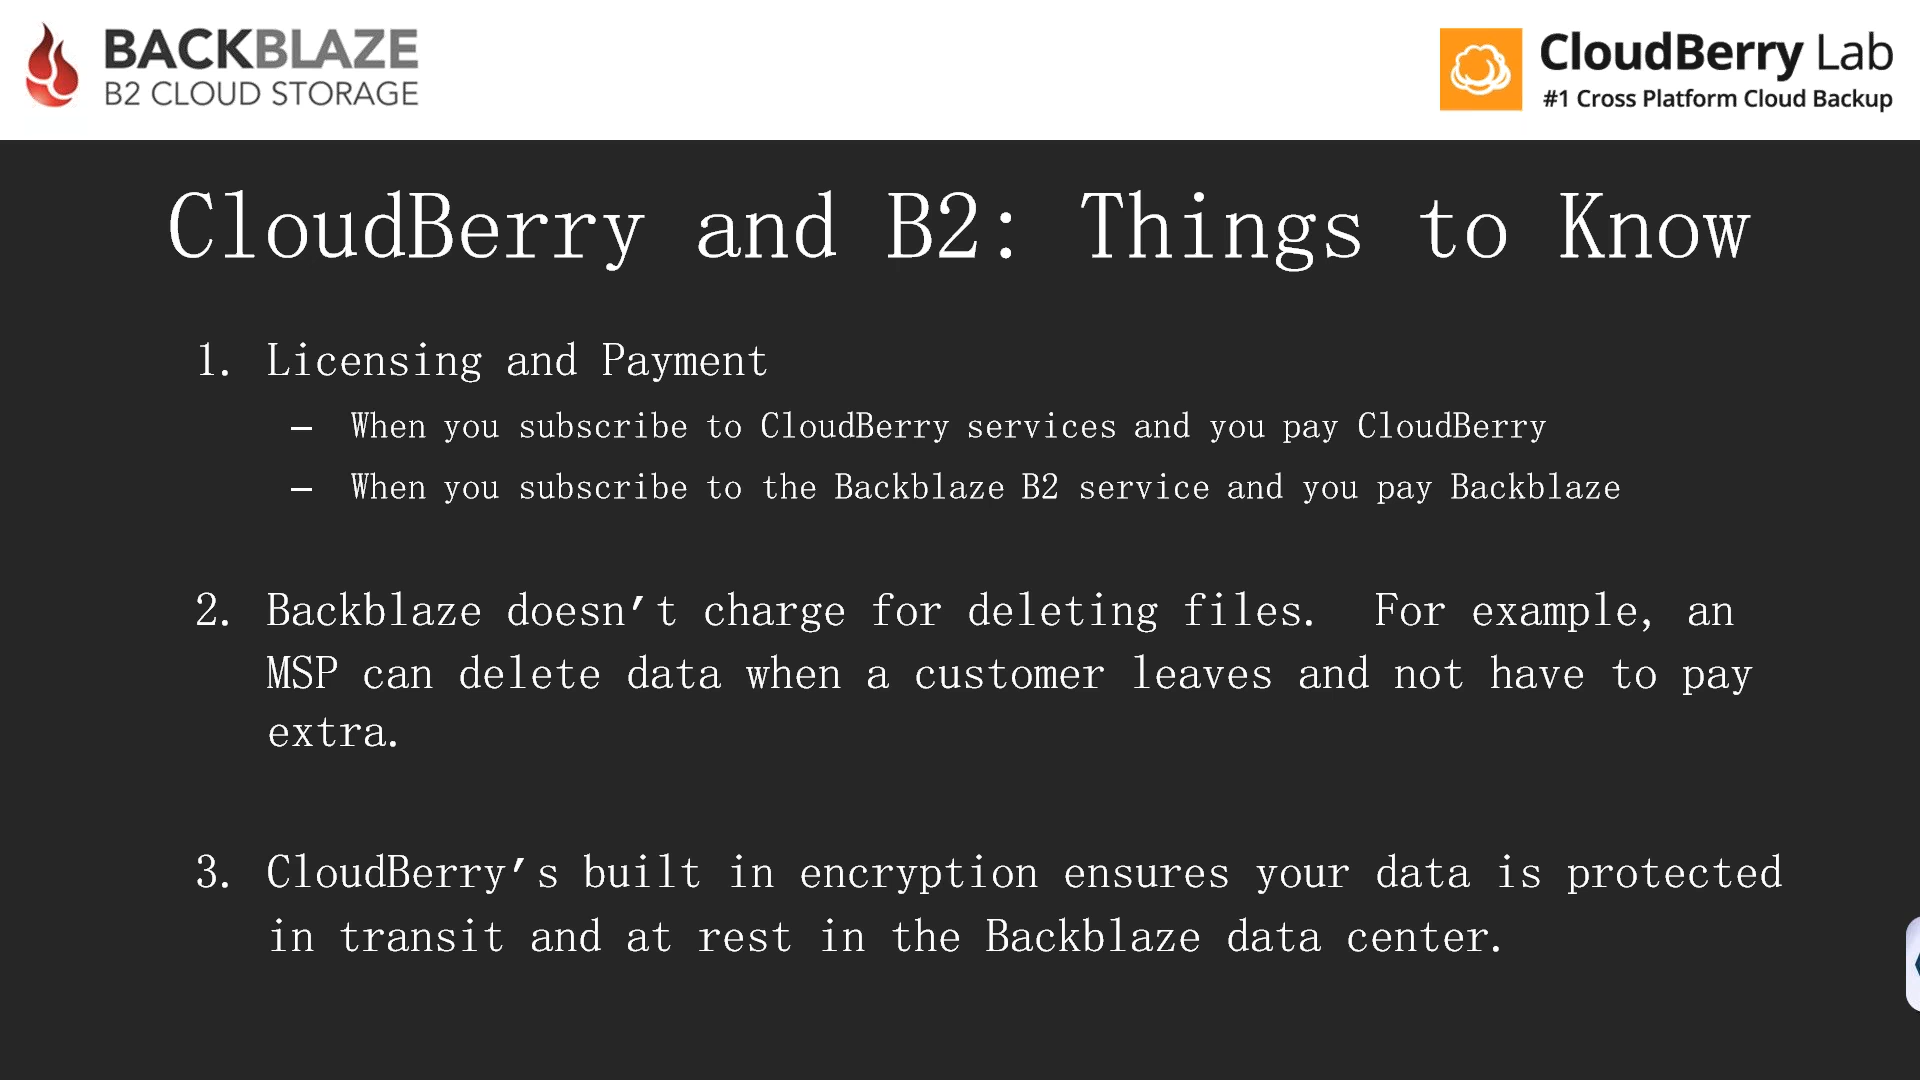 BACKBLAZE
B2 CLOUD STORAGE
CloudBerry Lab
#1 Cross Platform Cloud Backup
CloudBerry and B2: Things to Know
1. Licensing and Payment
– When you subscribe to CloudBerry services and you pay CloudBerry
– When you subscribe to the Backblaze B2 service and you pay Backblaze
2. Backblaze doesn't charge for deleting files. For example, an
MSP can delete data when a customer leaves and not have to pay
extra.
3. CloudBerry's built in encryption ensures your data is protected
in transit and at rest in the Backblaze data center.